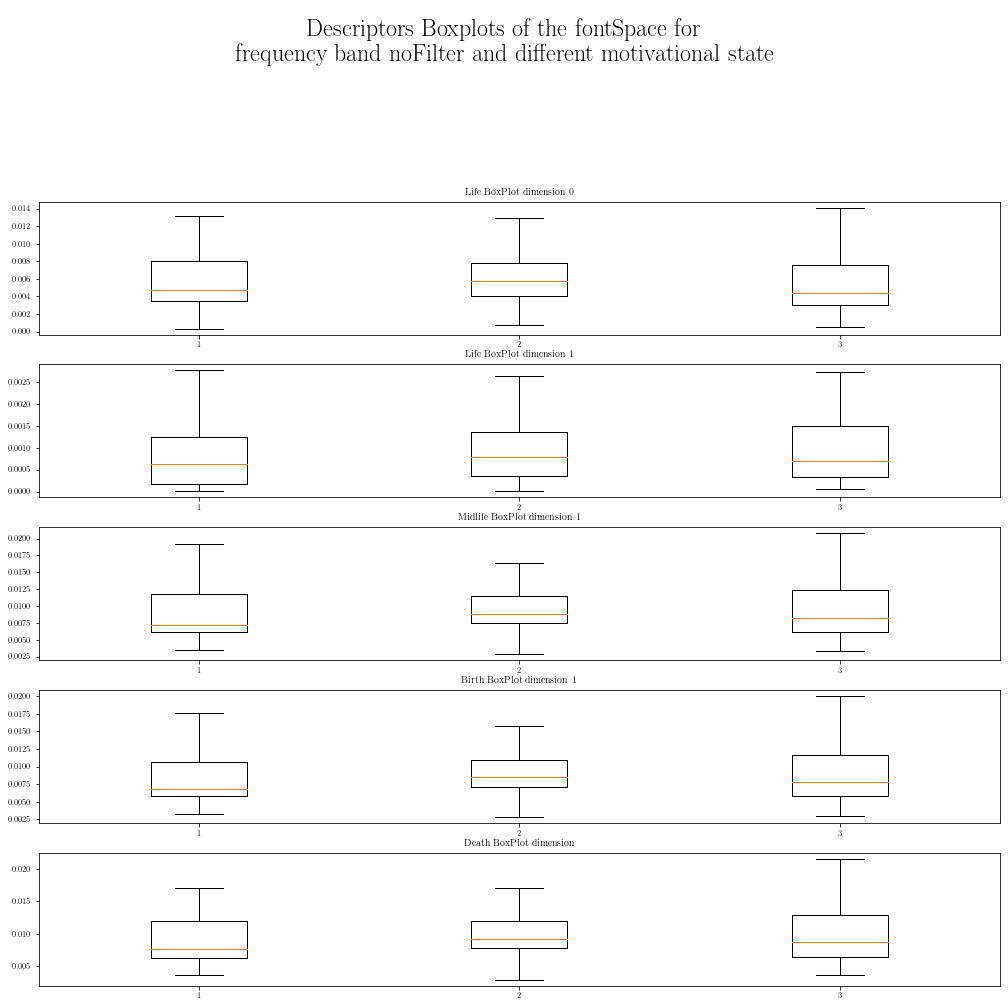 Descriptors Boxplots of the fontSpace for
frequency band noFilter and different motivational state
Life BoxPlot dimension 0
0.014
0.012
0.010
0.008
0.006
0.004
0.002
0.000
1 2 3
Life BoxPlot dimension 1
0.0025
0.0020
0.0015
0.0010
0.0005
0.0000
1 2 3
Midlife BoxPlot dimension 1
0.0200
0.0175
0.0150
0.0125
0.0100
0.0075
0.0050
0.0025
1 2 3
Birth BoxPlot dimension 1
0.0200
0.0175
0.0150
0.0125
0.0100
0.0075
0.0050
0.0025
1 2 3
Death BoxPlot dimension
0.020
0.015
0.010
0.005
1 2 3